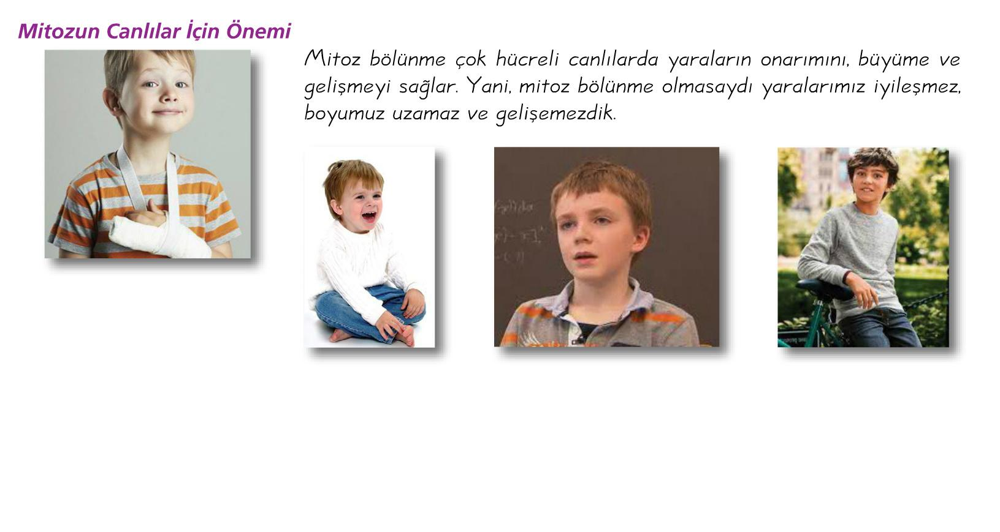 Mitozun Canlılar İçin Önemi
Mitoz bölünme çok hücreli canlılarda yaraların onarımını, büyüme ve
gelişmeyi sağlar. Yani, mitoz bölünme olmasaydı yaralarımız iyileşmez,
boyumuz uzamaz ve gelişemezdik.